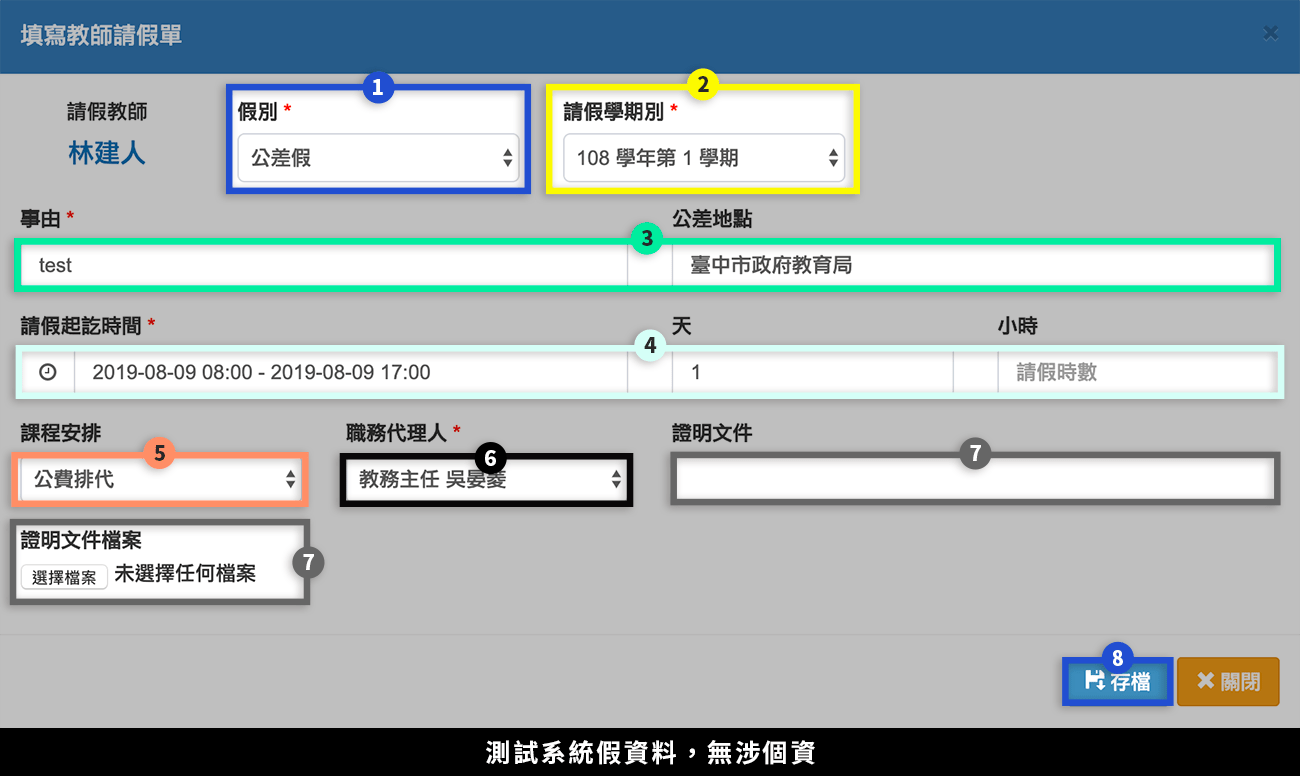 填寫教師請假單 ×
請假教師
林建人
1
假別 *
公差假
2
請假學期別 *
108 學年第 1 學期
事由 *
公差地點
3
test
臺中市政府教育局
請假起訖時間 *
天
小時
4
2019-08-09 08:00 - 2019-08-09 17:00
1
請假時數
課程安排
職務代理人 *
證明文件
5
公費排代
6
教務主任 吳晏菱
7
證明文件檔案
選擇檔案 未選擇任何檔案
7
8
存檔
關閉
測試系統假資料，無涉個資